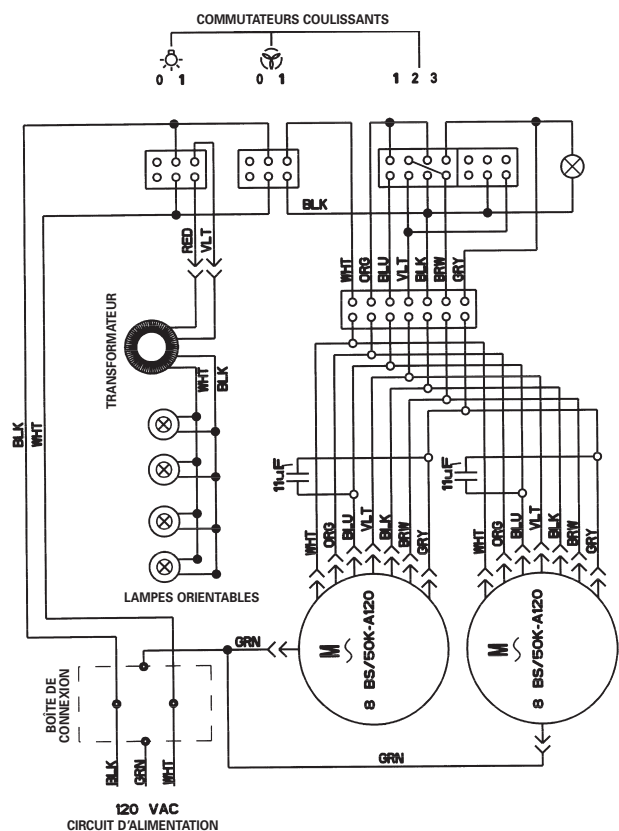 COMMUTATEURS COULISSANTS
0 1
0 1
1 2 3
BLK
RED
VLT
WHT
ORG
BLU
VLT
BLK
BRW
GRY
TRANSFORMATEUR
WHT
BLK
BLK
WHT
11uF
11uF
WHT
ORG
BLU
VLT
BLK
BRW
GRY
WHT
ORG
BLU
VLT
BLK
BRW
GRY
LAMPES ORIENTABLES
M
8 BS/50K-A120
M
8 BS/50K-A120
GRN
BOÎTE DE
CONNEXION
GRN
BLK
GRN
WHT
120 VAC
CIRCUIT D'ALIMENTATION